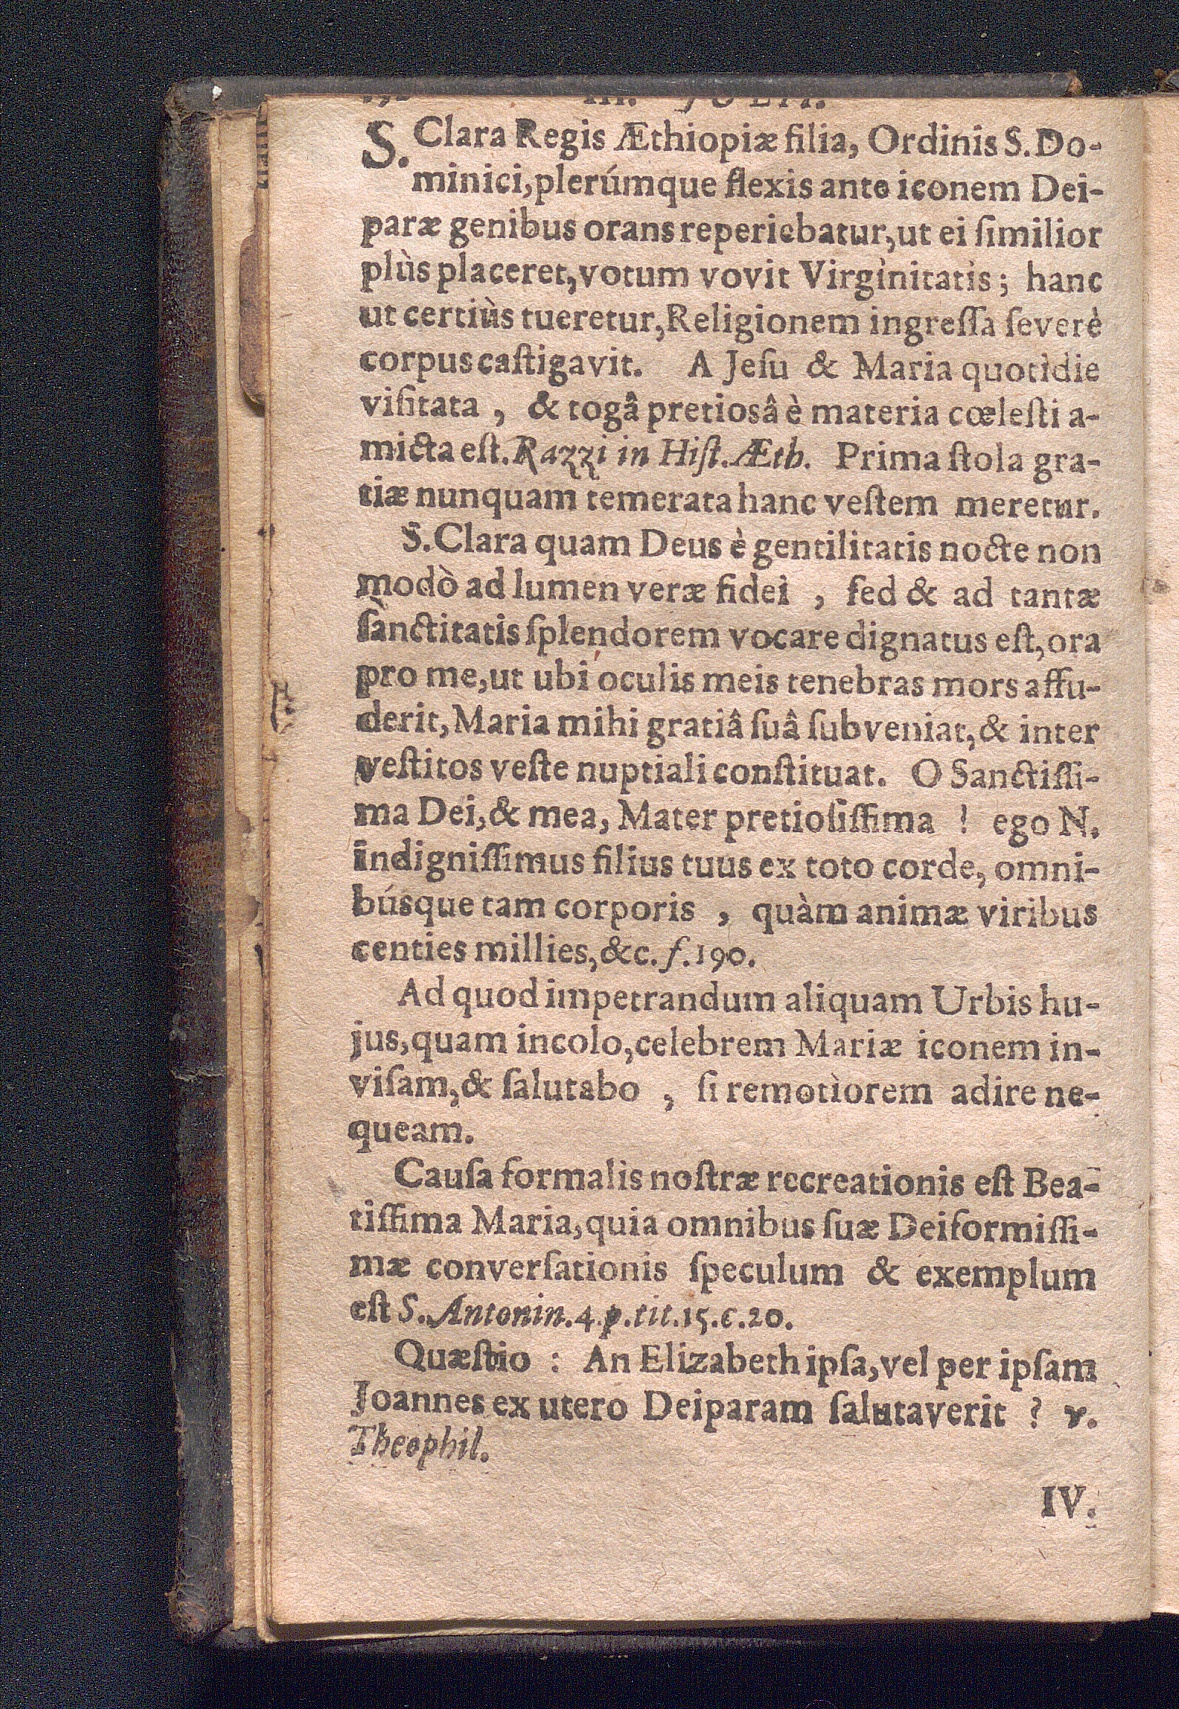 III. JULII.
S. Clara Regis Æthiopiæ filia, Ordinis S. Do-
minici, plerúmque flexis ante iconem Dei-
paræ genibus orans reperiebatur, ut ei ſimilior
plùs placeret, votum vovit Virginitatis; hanc
ut certiùs tueretur, Religionem ingreſſa ſeverè
corpus caſtigavit. A Jeſu & Maria quotìdie
viſitata, & togâ pretiosâ è materia cœleſti a-
micta eſt. Razzi in Hiſt. Æth. Prima ſtola gra-
tiæ nunquam temerata hanc veſtem meretur.
S. Clara quam Deus è gentilitatis nocte non
modò ad lumen veræ fidei, ſed & ad tantæ
ſanctitatis ſplendorem vocare dignatus eſt, ora
pro me, ut ubi oculis meis tenebras mors affu-
derit, Maria mihi gratiâ ſuâ ſubveniat, & inter
veſtitos veſte nuptiali conſtituat. O Sanctiſſi-
ma Dei, & mea, Mater pretioſiſſima! ego N.
indigniſſimus filius tuus ex toto corde, omni-
búsque tam corporis, quàm animæ viribus
centies millies, &c. f. 190.
Ad quod impetrandum aliquam Urbis hu-
jus, quam incolo, celebrem Mariæ iconem in-
viſam, & ſalutabo, ſi remotiorem adire ne-
queam.
Cauſa formalis noſtræ recreationis eſt Bea-
tiſſima Maria, quia omnibus ſuæ Deiformiſſi-
mæ converſationis ſpeculum & exemplum
eſt S. Antonin. 4. p. tit. 15. c. 20.
Quæſtio: An Elizabeth ipſa, vel per ipſam
Joannes ex utero Deiparam ſalutaverit? v.
Theophil.
IV.